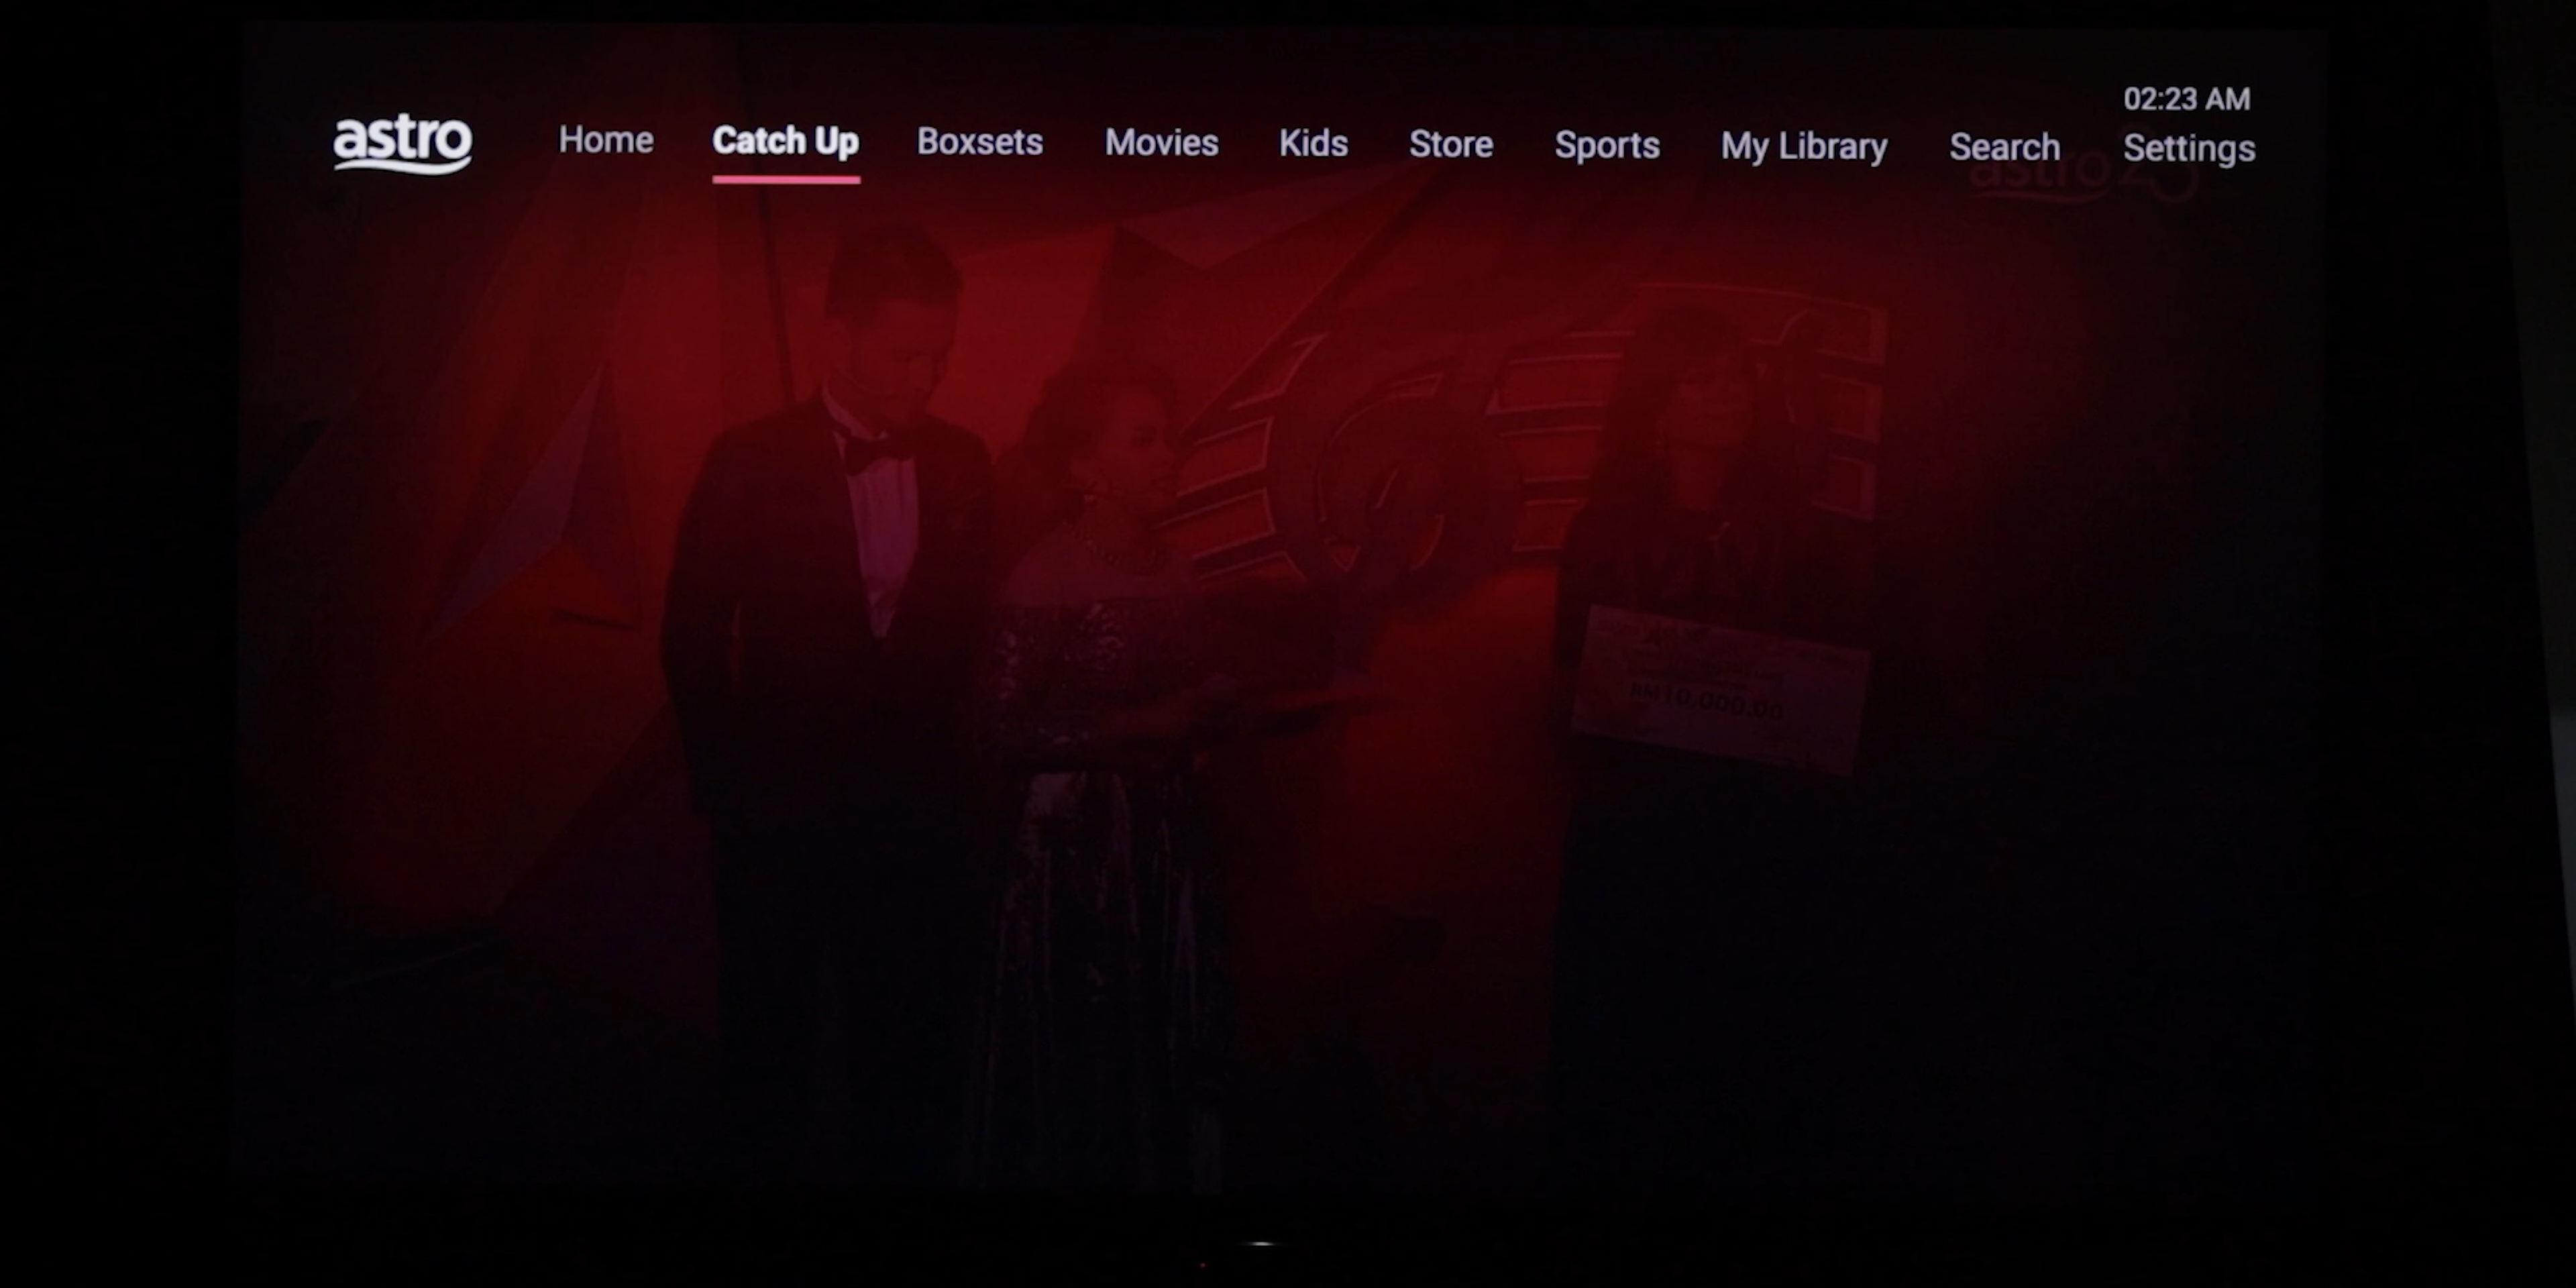 02:23 AM
astro Home Catch Up Boxsets Movies Kids Store Sports My Library Search Settings
astro
RM10,000.00